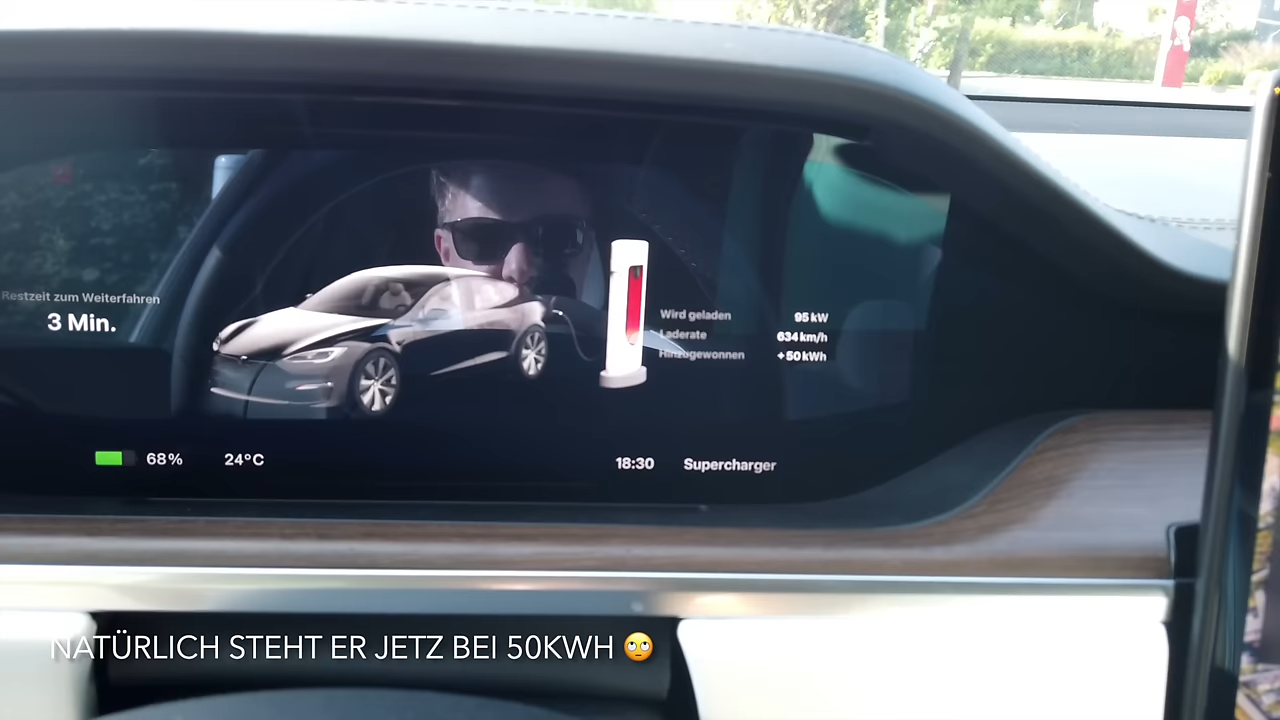 Restzeit zum Weiterfahren
3 Min.
Wird geladen 95 kW
Laderate 634 km/h
Hinzugewonnen +50 kWh
68% 24°C 18:30 Supercharger
NATÜRLICH STEHT ER JETZ BEI 50KWH 🙄